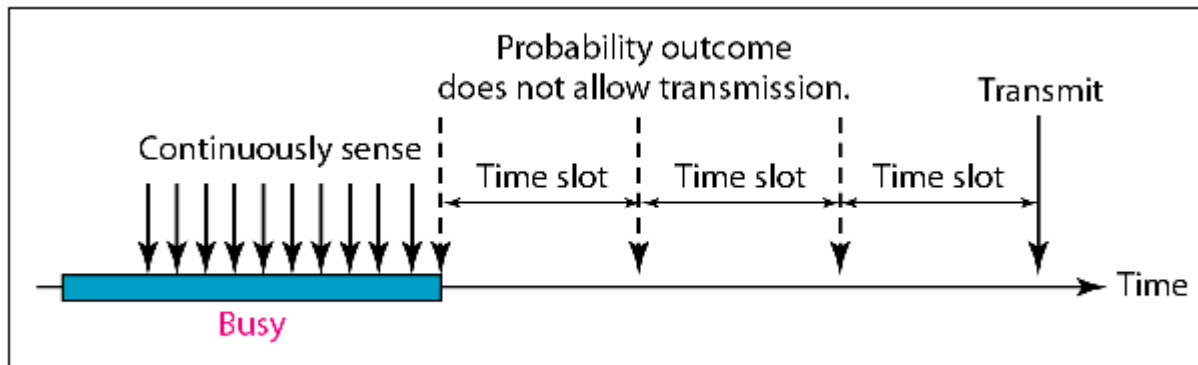 Probability outcome
does not allow transmission.
Transmit
Continuously sense
Time slot
Time slot
Time slot
Time
Busy